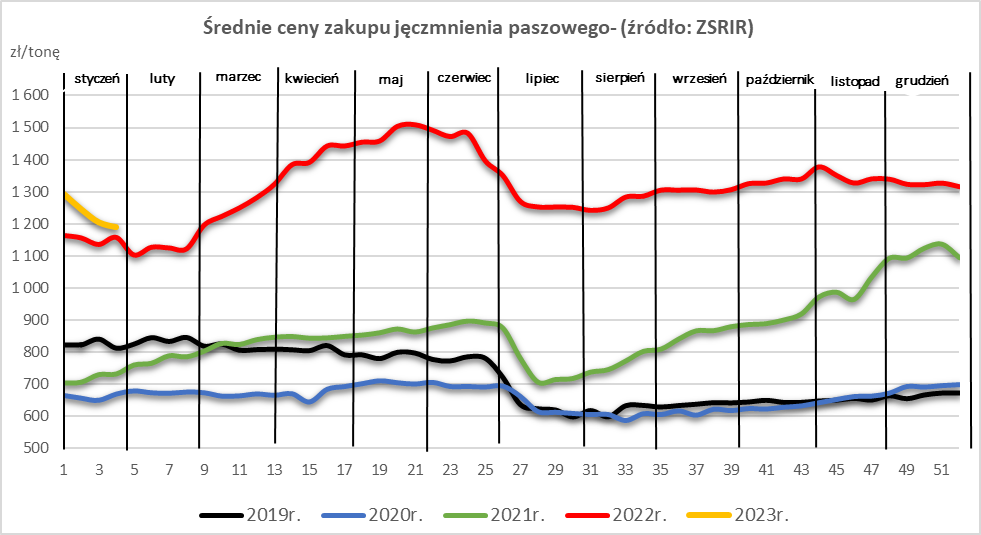 Średnie ceny zakupu jęczmnienia paszowego- (źródło: ZSRIR)
zł/tonę
styczeń luty marzec kwiecień maj czerwiec lipiec sierpień wrzesień październik listopad grudzień
1 600
1 500
1 400
1 300
1 200
1 100
1 000
900
800
700
600
500
1 3 5 7 9 11 13 15 17 19 21 23 25 27 29 31 33 35 37 39 41 43 45 47 49 51
2019r. 2020r. 2021r. 2022r. 2023r.